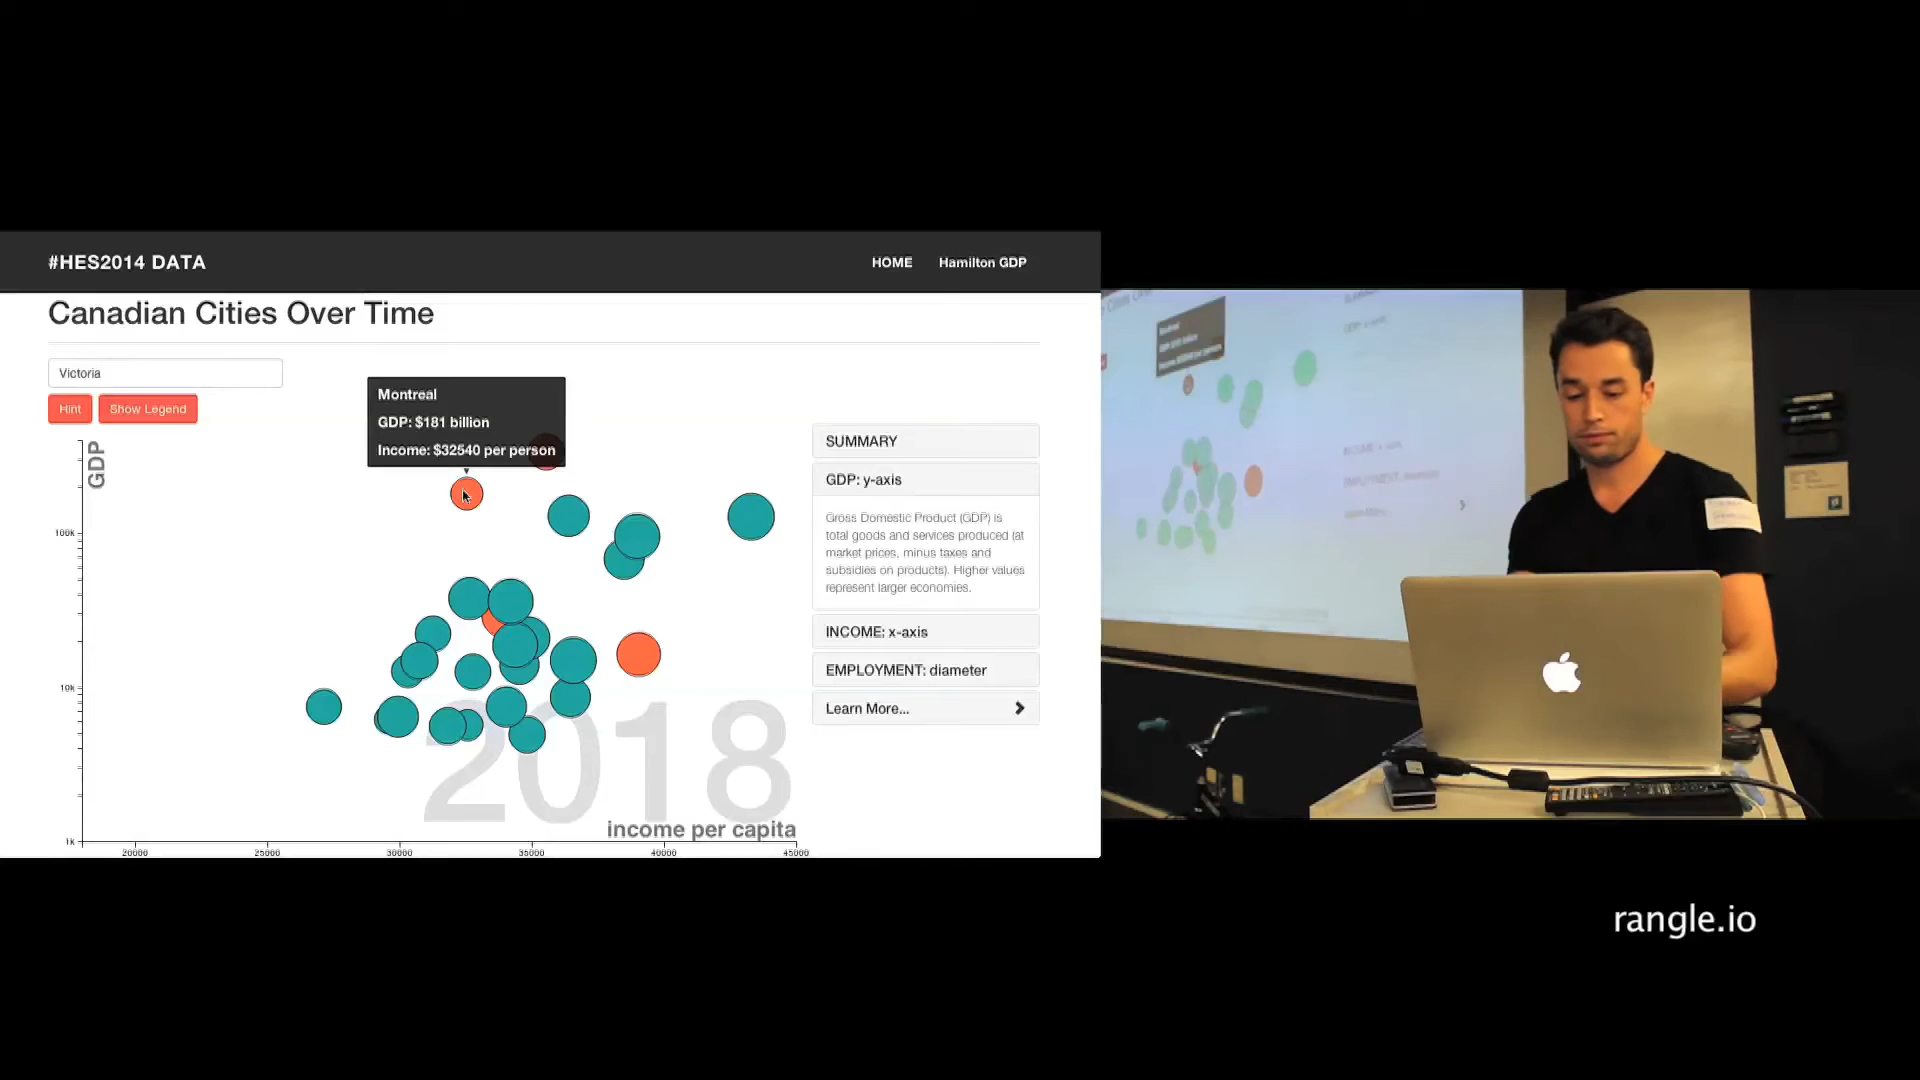 #HES2014 DATA
HOME
Hamilton GDP
Canadian Cities Over Time
Victoria
Hint
Show Legend
Montreal
GDP: $181 billion
Income: $32540 per person
GDP
100k
10k
1k
2018
income per capita
20000
25000
30000
35000
40000
45000
SUMMARY
GDP: y-axis
Gross Domestic Product (GDP) is
total goods and services produced (at
market prices, minus taxes and
subsidies on products). Higher values
represent larger economies.
INCOME: x-axis
EMPLOYMENT: diameter
Learn More...
rangle.io